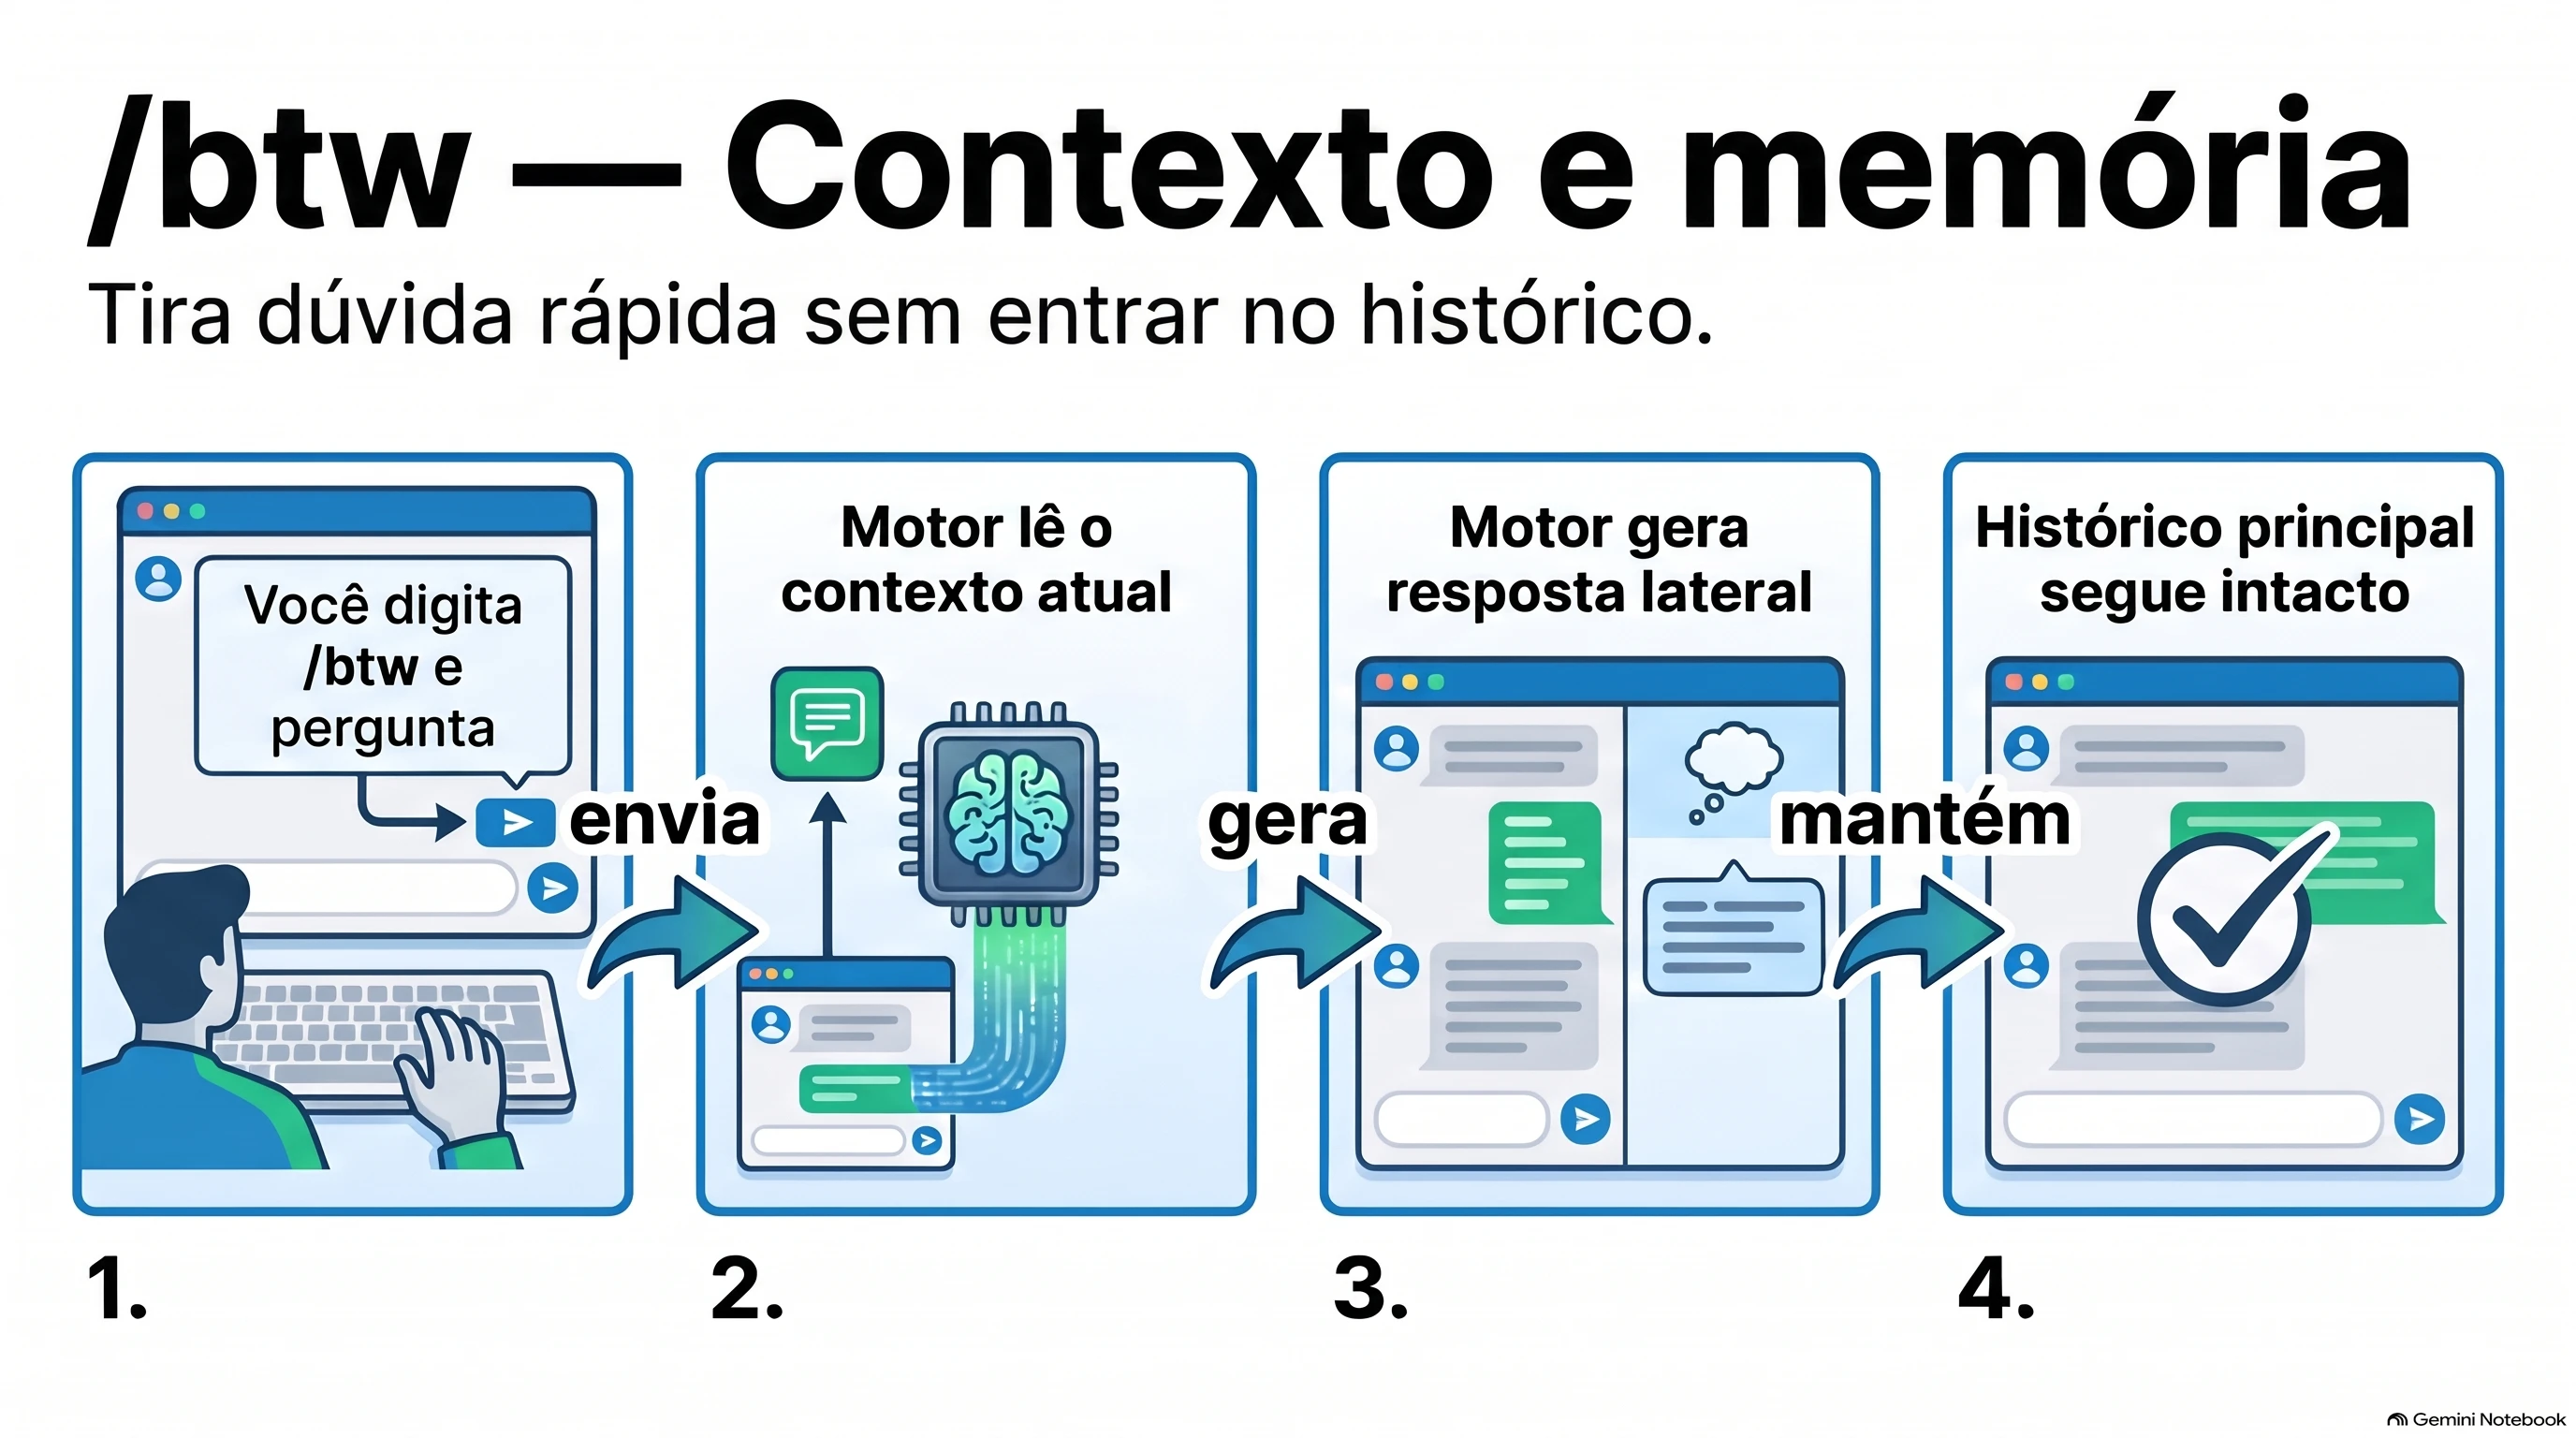 /btw — Contexto e memória
Tira dúvida rápida sem entrar no histórico.
Você digita
/btw e
pergunta
envia
Motor lê o
contexto atual
gera
Motor gera
resposta lateral
mantém
Histórico principal
segue intacto
1.
2.
3.
4.
Gemini Notebook